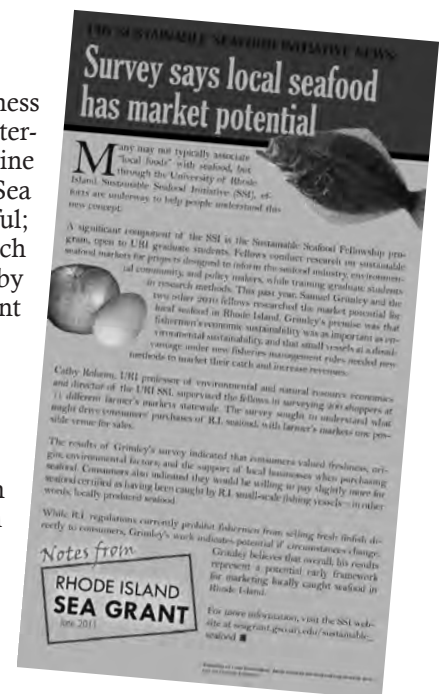 ness
ter-
ine
Sea
ful;
ch
by
nt
URI SUSTAINABLE SEAFOOD INITIATIVE NEWS
Survey says local seafood
has market potential
Many may not typically associate
"local foods" with seafood, but
through the University of Rhode
Island Sustainable Seafood Initiative (SSI), ef-
forts are underway to help people understand this
new concept.
A significant component of the SSI is the Sustainable Seafood Fellowship pro-
gram, open to URI graduate students. Fellows conduct research on sustainable
seafood markets for projects designed to inform the seafood industry, environmen-
tal community, and policy makers, while training graduate students
in research methods. This past year, Samuel Grimley and the
two other 2010 fellows researched the market potential for
local seafood in Rhode Island. Grimley's premise was that
fishermen's economic sustainability was as important as en-
vironmental sustainability, and that small vessels at a disad-
vantage under new fisheries management rules needed new
methods to market their catch and increase revenues.
Cathy Roheim, URI professor of environmental and natural resource economics
and director of the URI SSI, supervised the fellows in surveying 200 shoppers at
11 different farmer's markets statewide. The survey sought to understand what
might drive consumers' purchases of R.I. seafood, with farmer's markets one pos-
sible venue for sales.
The results of Grimley's survey indicated that consumers valued freshness, ori-
gin, environmental factors, and the support of local businesses when purchasing
seafood. Consumers also indicated they would be willing to pay slightly more for
seafood certified as having been caught by R.I. small-scale fishing vessels—in other
words, locally produced seafood.
While R.I. regulations currently prohibit fishermen from selling fresh finfish di-
rectly to consumers, Grimley's work indicates potential if circumstances change.
Grimley believes that overall, his results
represent a potential early framework
for marketing locally caught seafood in
Rhode Island.
For more information, visit the SSI web-
site at seagrant.gso.uri.edu/sustainable_
seafood ■
Notes from
RHODE ISLAND
SEA GRANT
June 2011